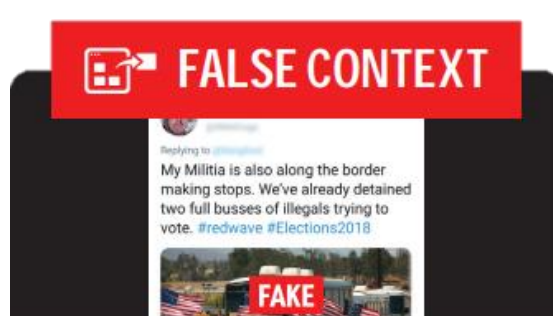 FALSE CONTEXT
Replying to
My Militia is also along the border
making stops. We've already detained
two full busses of illegals trying to
vote. #redwave #Elections2018
FAKE